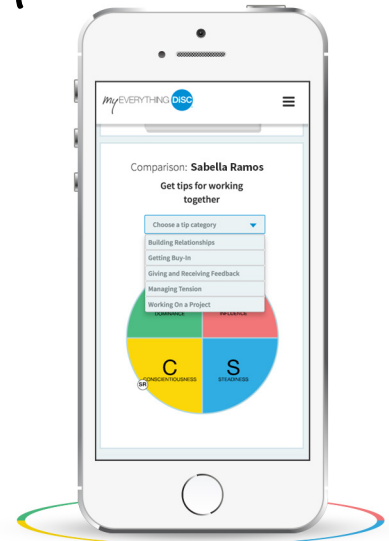 my EVERYTHING DiSC
Comparison: Sabella Ramos
Get tips for working
together
Choose a tip category
Building Relationships
Getting Buy-In
Giving and Receiving Feedback
Managing Tension
Working On a Project
DOMINANCE
INFLUENCE
C
CONSCIENTIOUSNESS
S
STEADINESS
SR